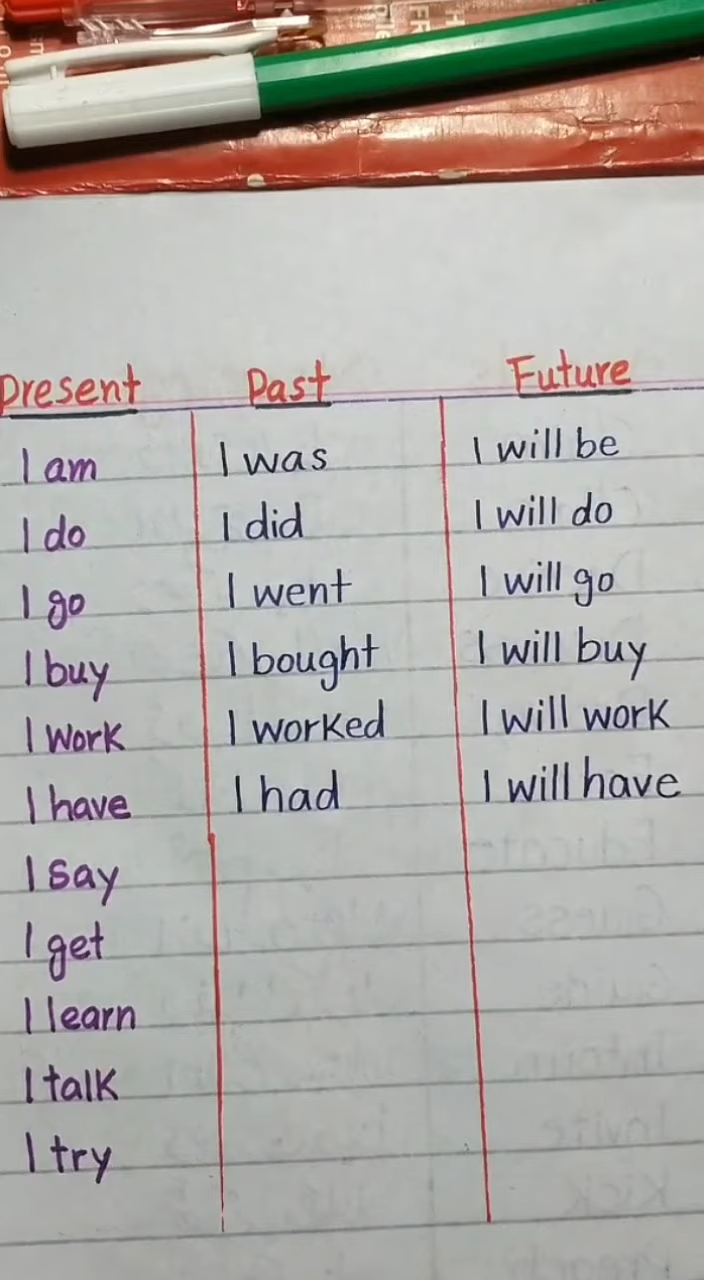 Present Past Future
I am I was I will be
I do I did I will do
I go I went I will go
I buy I bought I will buy
I work I worked I will work
I have I had I will have
I say
I get
I learn
I talk
I try